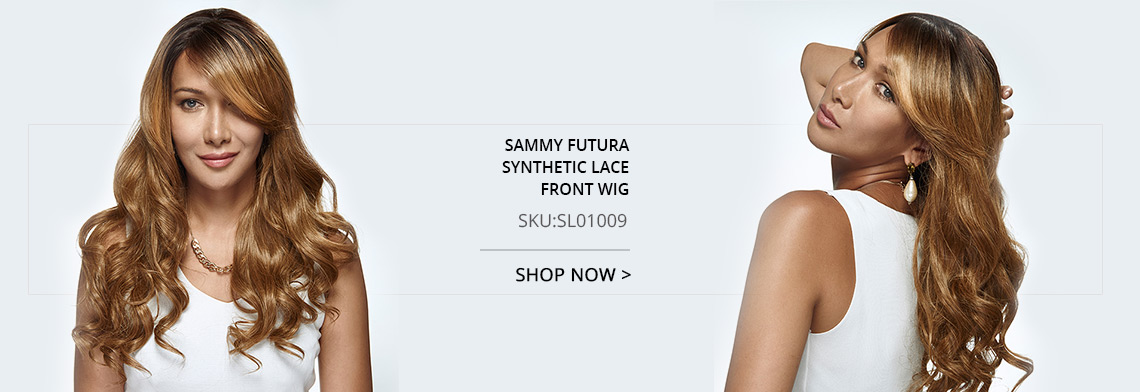 SAMMY FUTURA
SYNTHETIC LACE
FRONT WIG
SKU:SL01009
SHOP NOW >